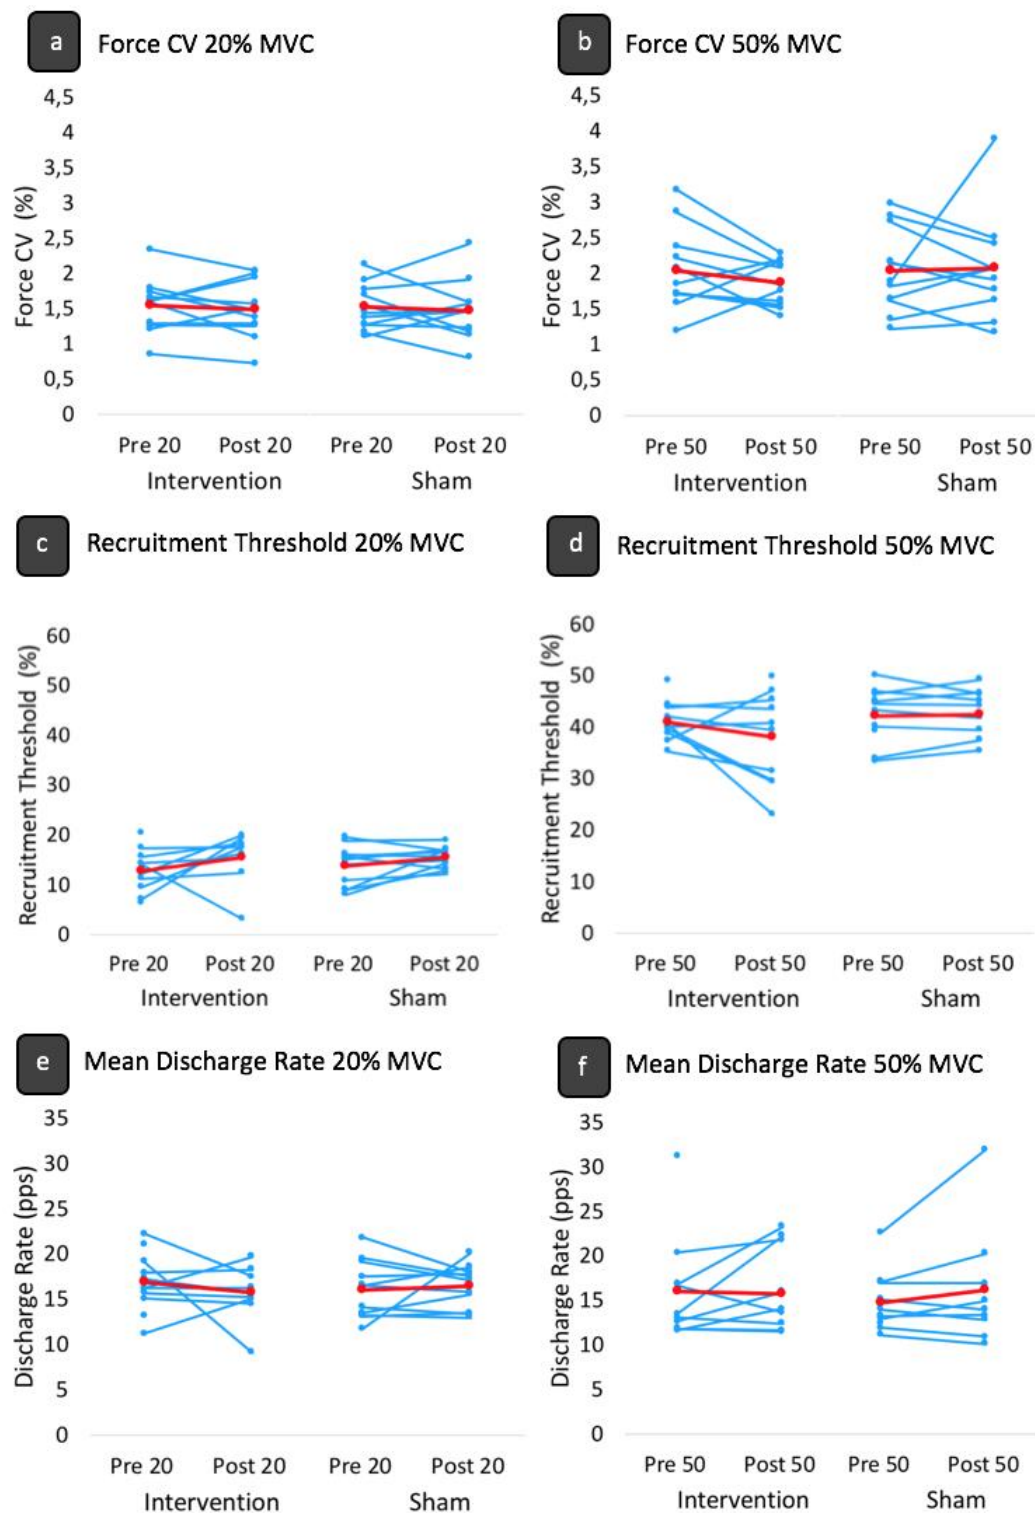 a Force CV 20% MVC
Force CV (%)
4,5
4
3,5
3
2,5
2
1,5
1
0,5
0
Pre 20 Post 20 Pre 20 Post 20
Intervention Sham
b Force CV 50% MVC
Force CV (%)
4,5
4
3,5
3
2,5
2
1,5
1
0,5
0
Pre 50 Post 50 Pre 50 Post 50
Intervention Sham
c Recruitment Threshold 20% MVC
Recruitment Threshold (%)
60
50
40
30
20
10
0
Pre 20 Post 20 Pre 20 Post 20
Intervention Sham
d Recruitment Threshold 50% MVC
Recruitment Threshold (%)
60
50
40
30
20
10
0
Pre 50 Post 50 Pre 50 Post 50
Intervention Sham
e Mean Discharge Rate 20% MVC
Discharge Rate (pps)
35
30
25
20
15
10
5
0
Pre 20 Post 20 Pre 20 Post 20
Intervention Sham
f Mean Discharge Rate 50% MVC
Discharge Rate (pps)
35
30
25
20
15
10
5
0
Pre 50 Post 50 Pre 50 Post 50
Intervention Sham